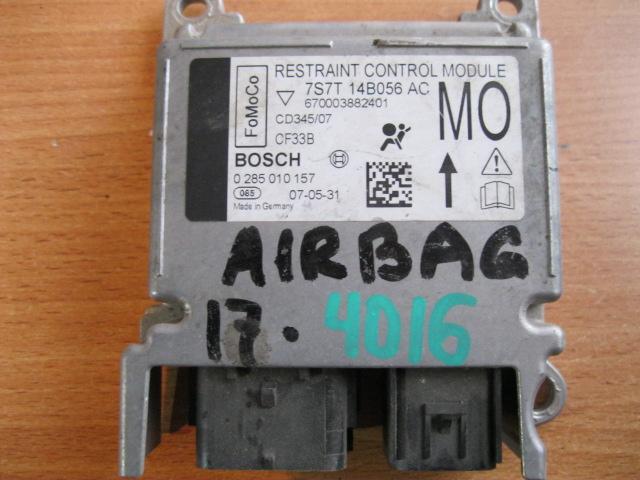 FoMoCo
RESTRAINT CONTROL MODULE
7S7T 14B056 AC
670003882401
CD345/07
CF33B
MO
BOSCH
0 285 010 157
065 07-05-31
Made in Germany
AIRBAG
17. 4016